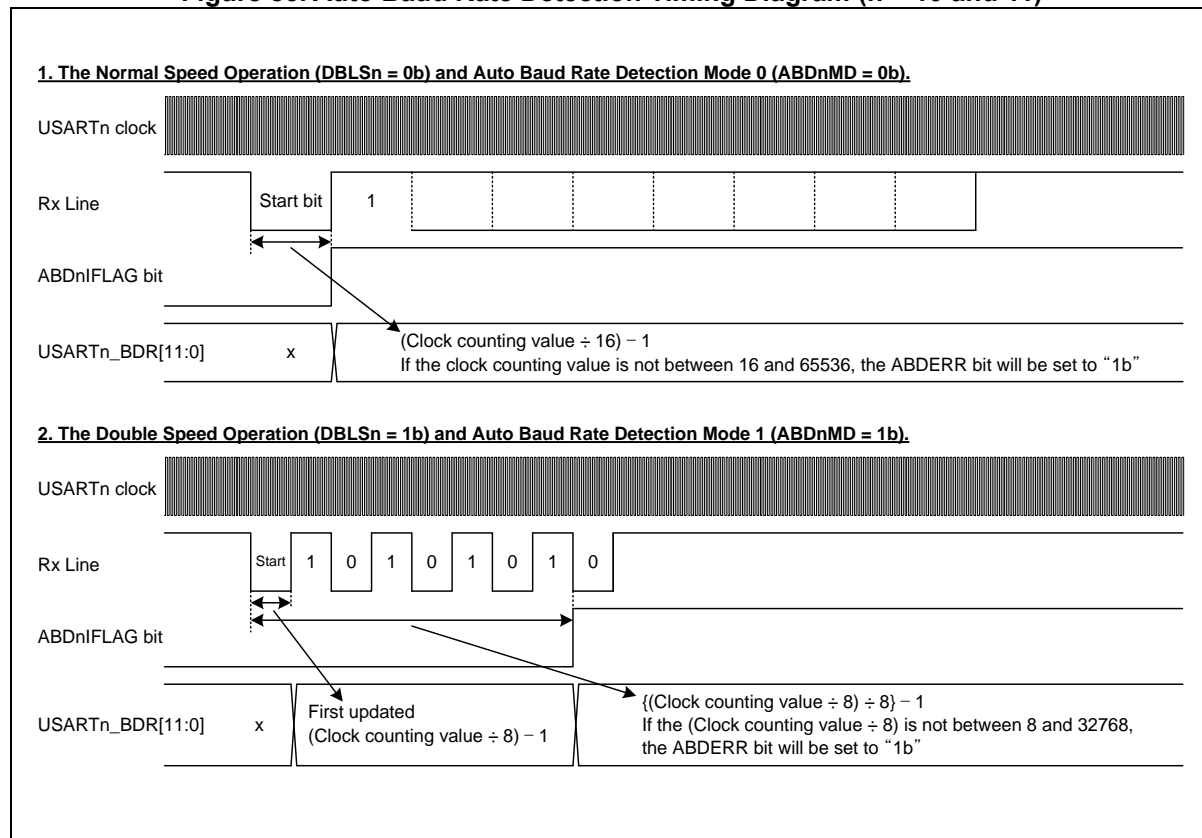 1. The Normal Speed Operation (DBLSn = 0b) and Auto Baud Rate Detection Mode 0 (ABDnMD = 0b).
USARTn clock
Rx Line
Start bit
1
ABDnIFLAG bit
USARTn_BDR[11:0]
x
(Clock counting value ÷ 16) − 1
If the clock counting value is not between 16 and 65536, the ABDERR bit will be set to “1b”
2. The Double Speed Operation (DBLSn = 1b) and Auto Baud Rate Detection Mode 1 (ABDnMD = 1b).
USARTn clock
Rx Line
Start 1 0 1 0 1 0 1 0
ABDnIFLAG bit
USARTn_BDR[11:0]
x
First updated
(Clock counting value ÷ 8) − 1
{(Clock counting value ÷ 8) ÷ 8} − 1
If the (Clock counting value ÷ 8) is not between 8 and 32768,
the ABDERR bit will be set to “1b”